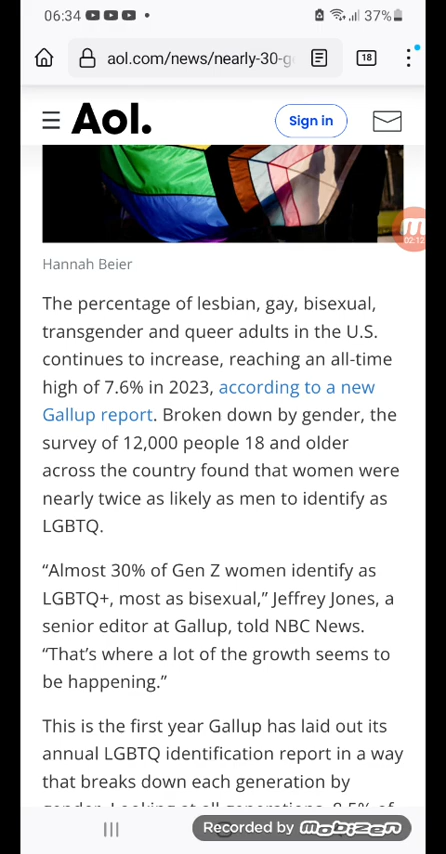 06:34
37%
aol.com/news/nearly-30-g
18
Aol.
Sign in
02:12
Hannah Beier
The percentage of lesbian, gay, bisexual,
transgender and queer adults in the U.S.
continues to increase, reaching an all-time
high of 7.6% in 2023, according to a new
Gallup report. Broken down by gender, the
survey of 12,000 people 18 and older
across the country found that women were
nearly twice as likely as men to identify as
LGBTQ.
“Almost 30% of Gen Z women identify as
LGBTQ+, most as bisexual,” Jeffrey Jones, a
senior editor at Gallup, told NBC News.
“That’s where a lot of the growth seems to
be happening.”
This is the first year Gallup has laid out its
annual LGBTQ identification report in a way
that breaks down each generation by
Recorded by Mobizen